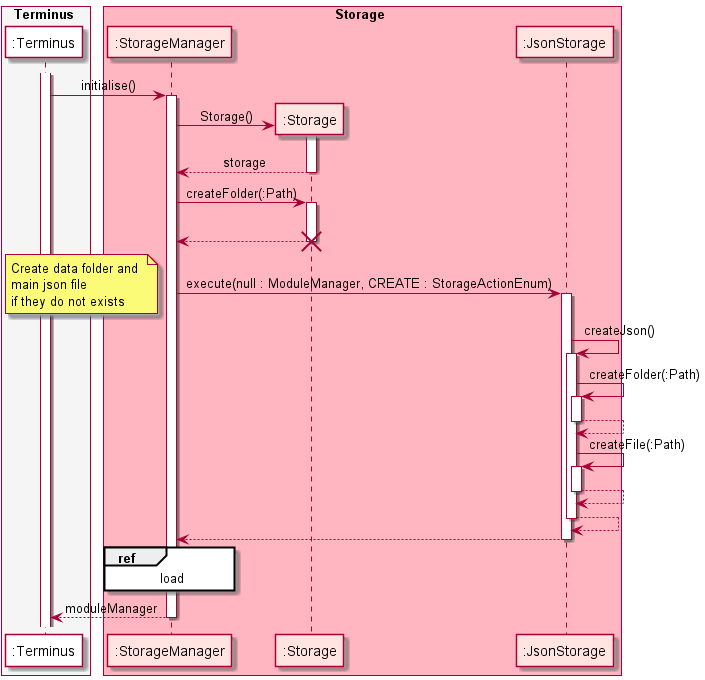 Terminus
Storage
:Terminus
:StorageManager
:JsonStorage
initialise()
Storage()
:Storage
storage
createFolder(:Path)
Create data folder and
main json file
if they do not exists
execute(null : ModuleManager, CREATE : StorageActionEnum)
createJson()
createFolder(:Path)
createFile(:Path)
ref
load
moduleManager
:Terminus
:StorageManager
:Storage
:JsonStorage